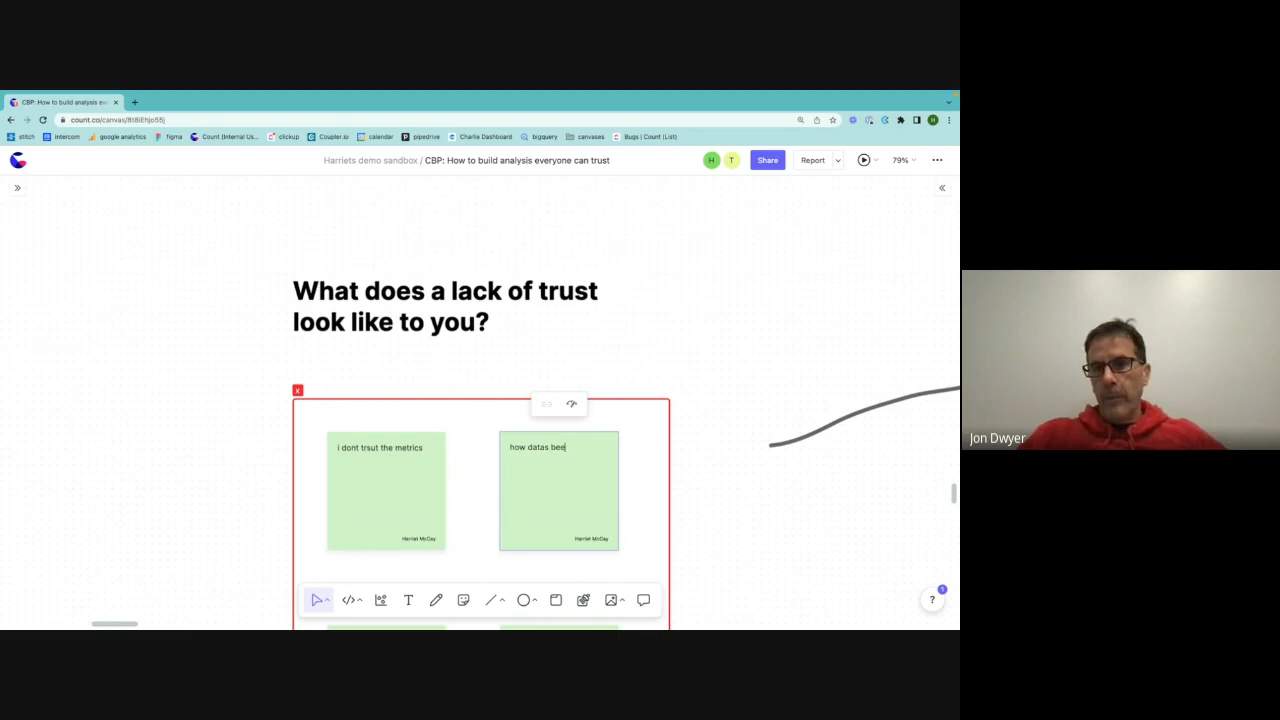 CBP: How to build analysis eve
count.co/canvas/8t8iEhjo55j
stitch
intercom
google analytics
figma
Count (Internal Us...
clickup
Coupler.io
calendar
pipedrive
Charlie Dashboard
bigquery
canvases
Bugs | Count (List)
H
Harriets demo sandbox / CBP: How to build analysis everyone can trust
H
T
Share
Report
79%
What does a lack of trust
look like to you?
x
i dont trsut the metrics
Harriet McCay
how datas bee
Harriet McCay
T
?
1
Jon Dwyer